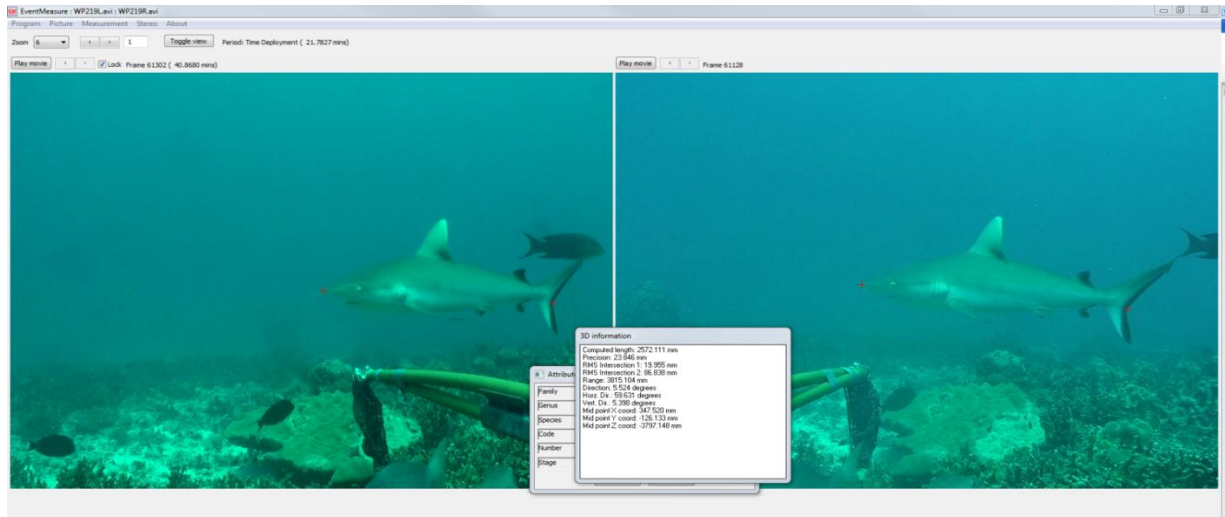 EventMeasure : WP219L.avi : WP219R.avi
Program Picture Measurement Stereo About
Zoom 6 1 Toggle view Period: Time Deployment ( 21.7827 mins)
Play movie Lock Frame 61302 ( 40.8680 mins)
Play movie Frame 61128
3D information
Computed length: 2572.111 mm
Precision: 23.846 mm
RMS Intersection 1: 19.955 mm
RMS Intersection 2: 86.838 mm
Range: 3815.104 mm
Direction: 5.524 degrees
Horz. Dir.: 59.631 degrees
Vert. Dir.: 5.398 degrees
Mid point X coord: 347.520 mm
Mid point Y coord: -126.133 mm
Mid point Z coord: -3797.148 mm
Attribut
Family
Genus
Species
Code
Number
Stage